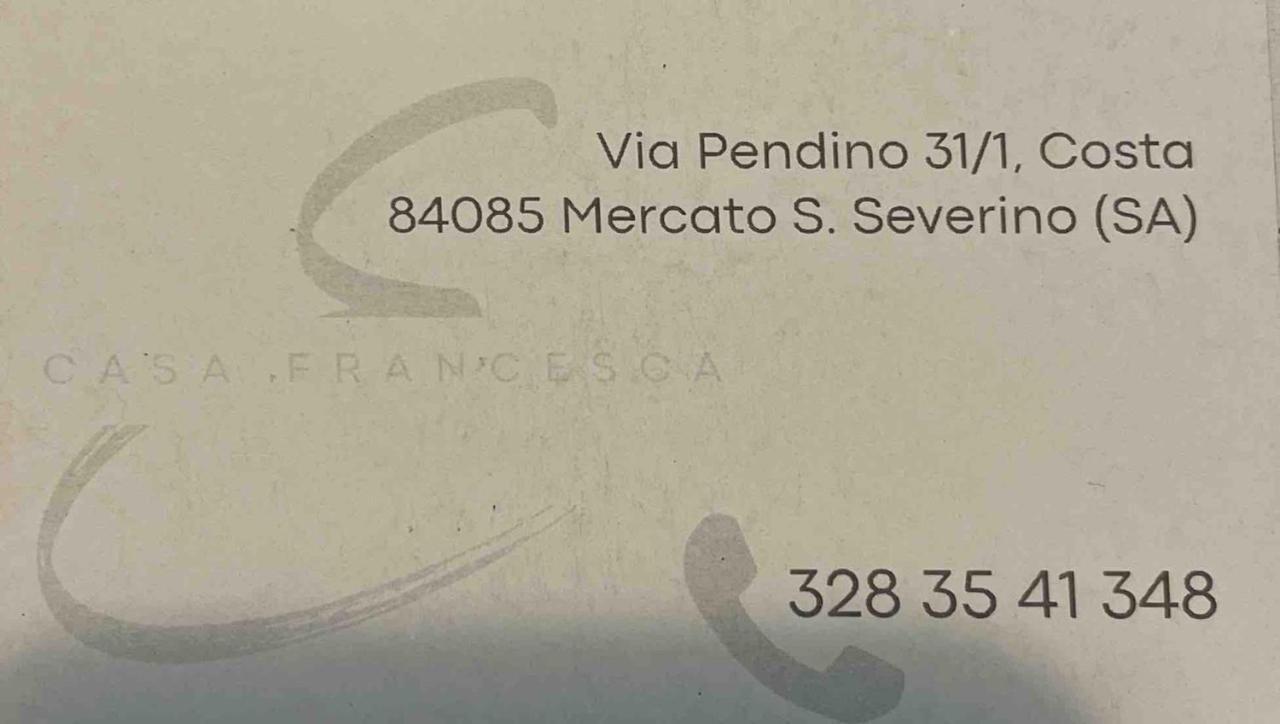 Via Pendino 31/1, Costa
84085 Mercato S. Severino (SA)
CASA FRANCESCA
328 35 41 348